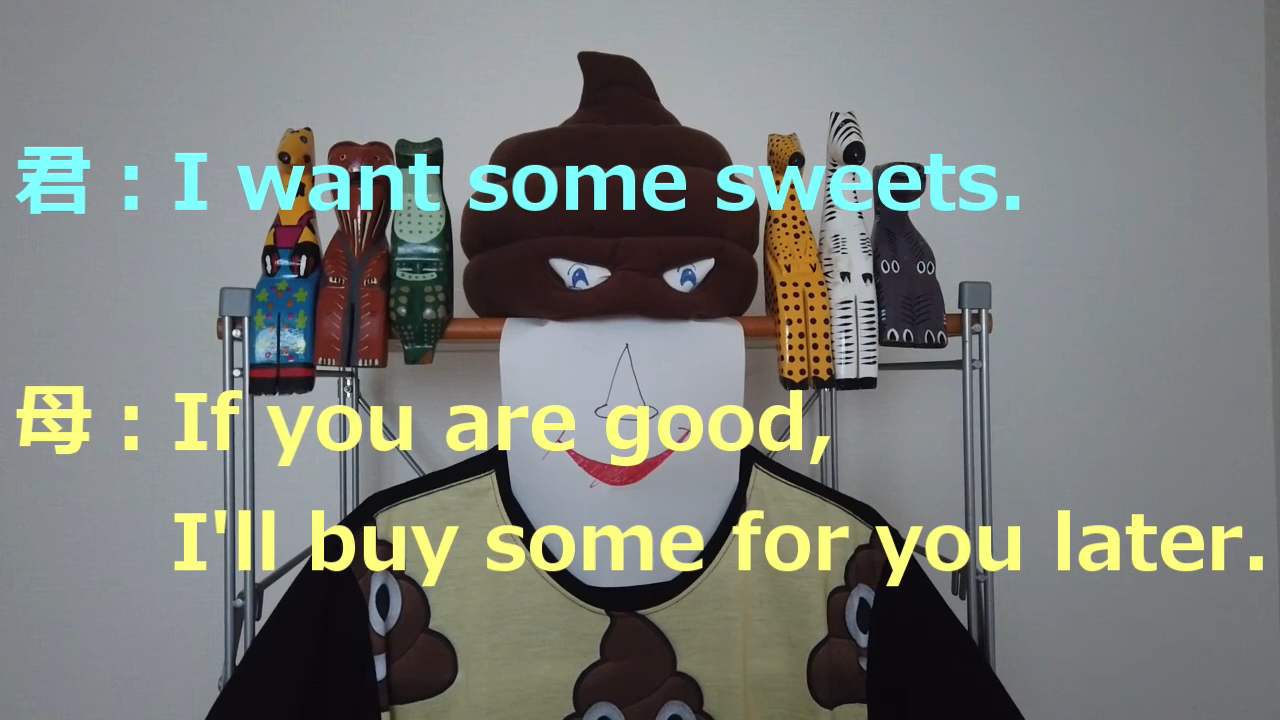 君：I want some sweets.
母：If you are good,
I'll buy some for you later.